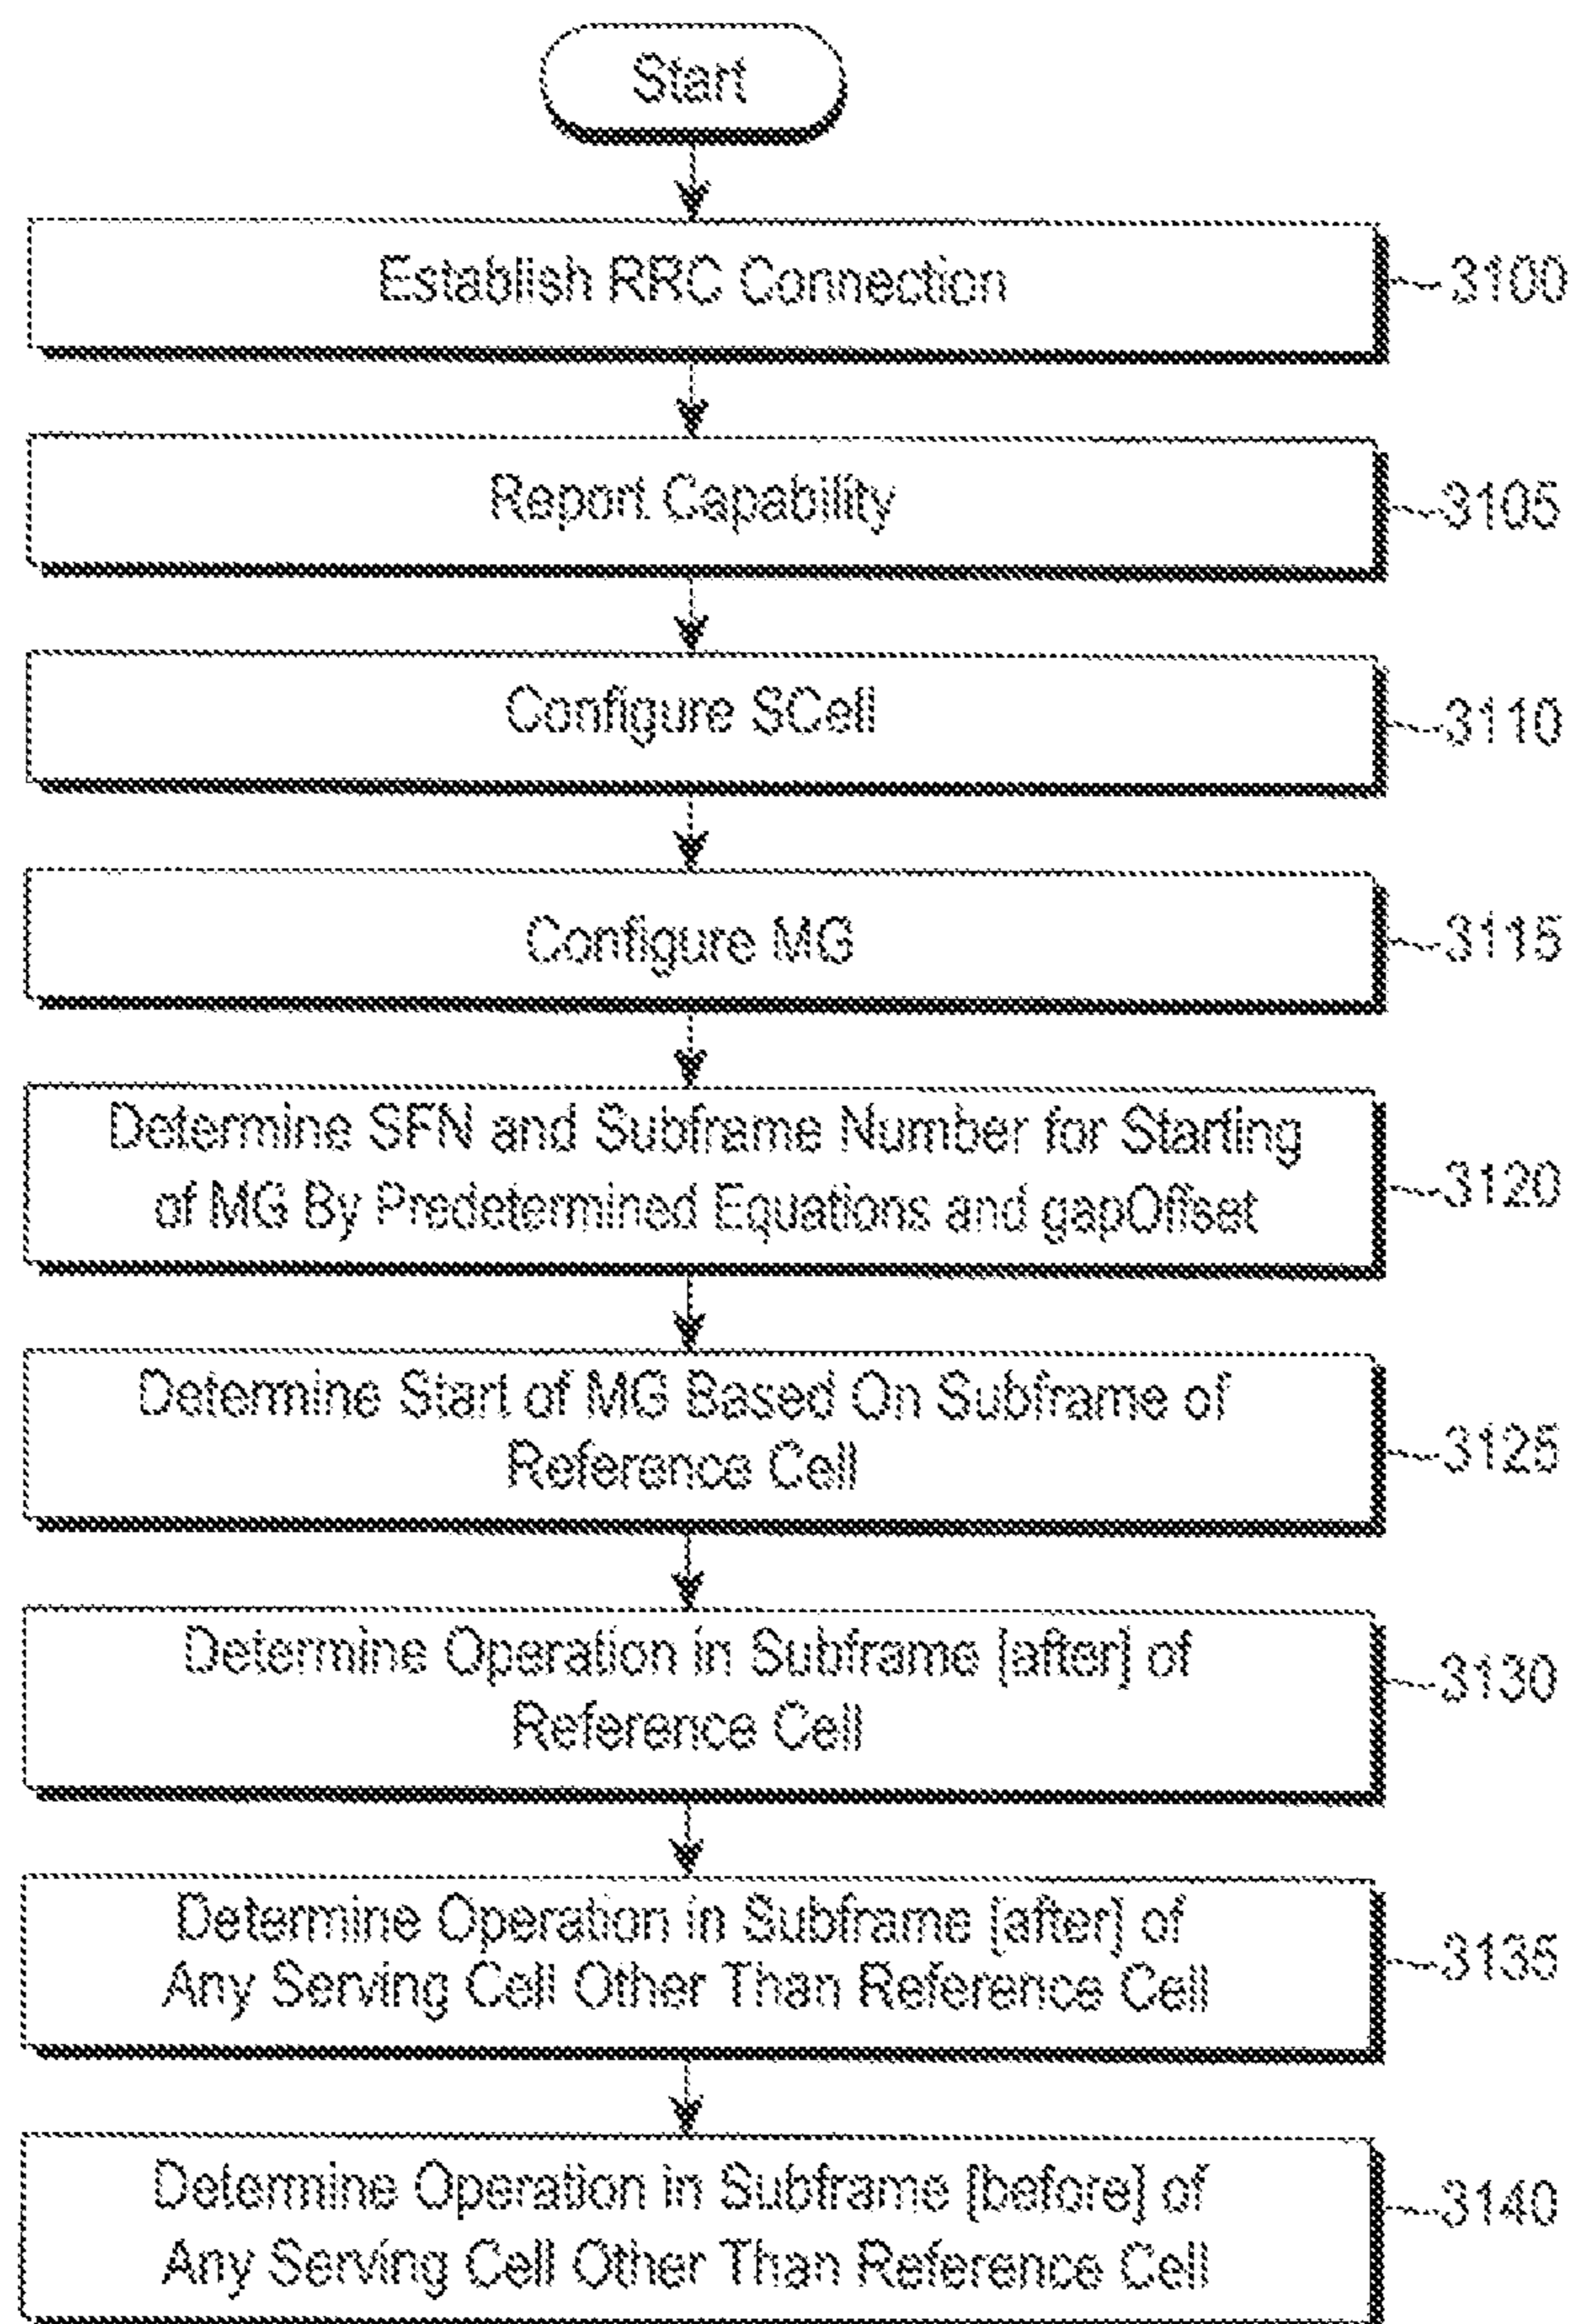 Start
Establish RRC Connection
3100
Report Capability
3105
Configure SCell
3110
Configure MG
3115
Determine SFN and Subframe Number for Starting
of MG By Predetermined Equations and gapOffset
3120
Determine Start of MG Based On Subframe of
Reference Cell
3125
Determine Operation in Subframe [after] of
Reference Cell
3130
Determine Operation in Subframe [after] of
Any Serving Cell Other Than Reference Cell
3135
Determine Operation in Subframe [before] of
Any Serving Cell Other Than Reference Cell
3140